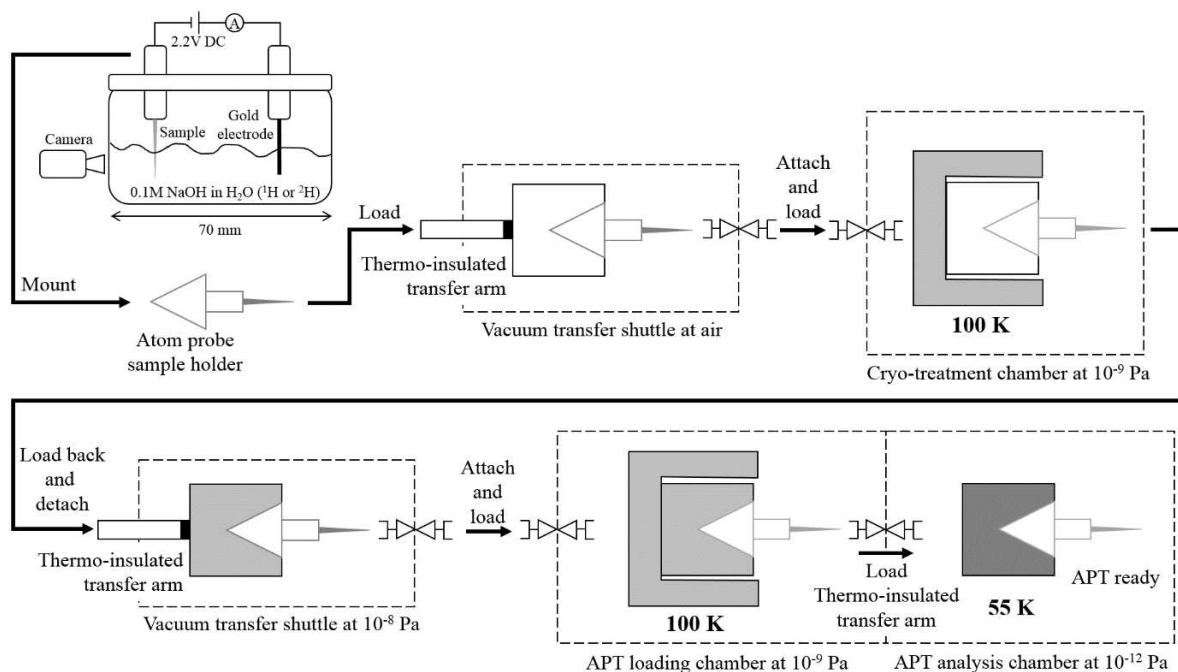 A
2.2V DC
Camera
Sample
Gold
electrode
0.1M NaOH in H₂O (¹H or ²H)
70 mm
Mount
Atom probe
sample holder
Load
Thermo-insulated
transfer arm
Vacuum transfer shuttle at air
Attach
and
load
100 K
Cryo-treatment chamber at 10⁻⁹ Pa
Load back
and
detach
Thermo-insulated
transfer arm
Vacuum transfer shuttle at 10⁻⁸ Pa
Attach
and
load
100 K
APT loading chamber at 10⁻⁹ Pa
Load
Thermo-insulated
transfer arm
55 K
APT ready
APT analysis chamber at 10⁻¹² Pa